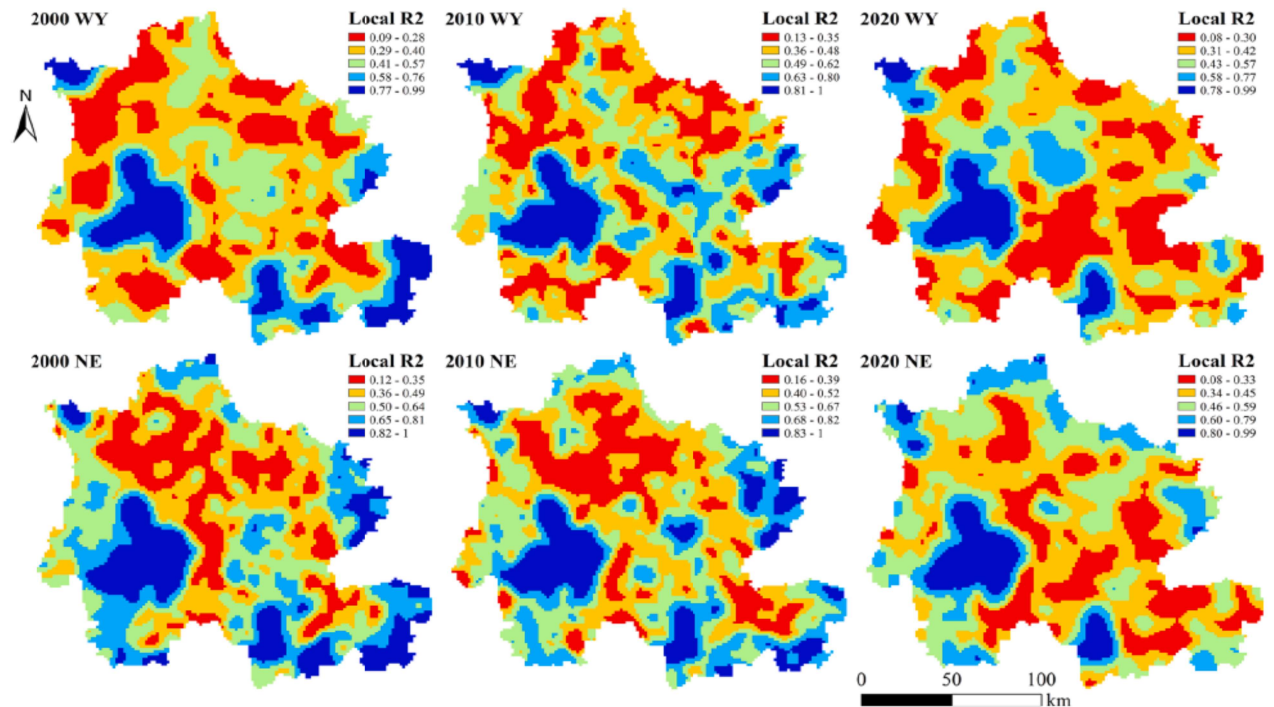 2000 WY
Local R2
0.09 - 0.28
0.29 - 0.40
0.41 - 0.57
0.58 - 0.76
0.77 - 0.99
2010 WY
Local R2
0.13 - 0.35
0.36 - 0.48
0.49 - 0.62
0.63 - 0.80
0.81 - 1
2020 WY
Local R2
0.08 - 0.30
0.31 - 0.42
0.43 - 0.57
0.58 - 0.77
0.78 - 0.99
N
2000 NE
Local R2
0.12 - 0.35
0.36 - 0.49
0.50 - 0.64
0.65 - 0.81
0.82 - 1
2010 NE
Local R2
0.16 - 0.39
0.40 - 0.52
0.53 - 0.67
0.68 - 0.82
0.83 - 1
2020 NE
Local R2
0.08 - 0.33
0.34 - 0.45
0.46 - 0.59
0.60 - 0.79
0.80 - 0.99
0 50 100
km